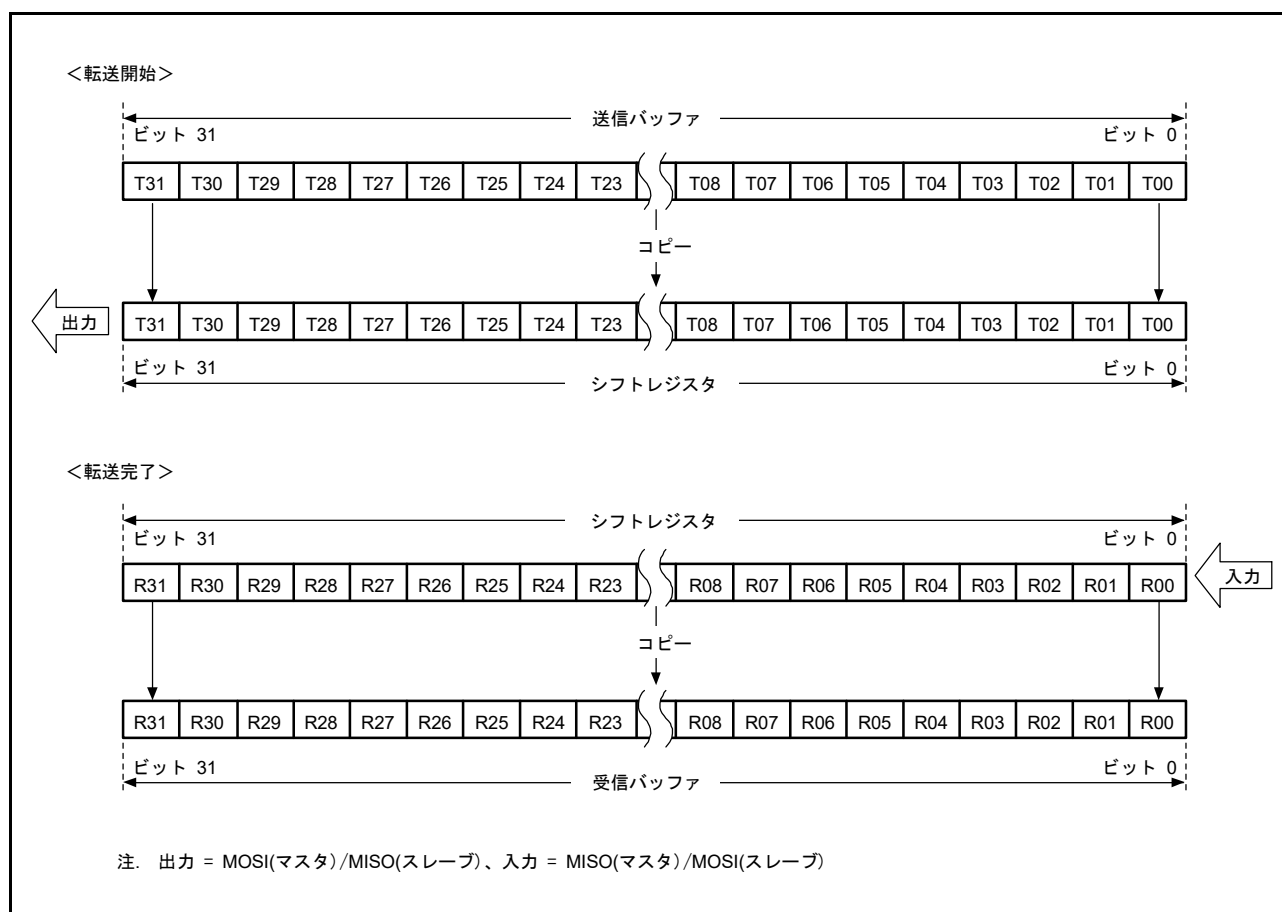 ＜転送開始＞
送信バッファ
ビット 31 ビット 0
T31 T30 T29 T28 T27 T26 T25 T24 T23 T08 T07 T06 T05 T04 T03 T02 T01 T00
コピー
出力 T31 T30 T29 T28 T27 T26 T25 T24 T23 T08 T07 T06 T05 T04 T03 T02 T01 T00
ビット 31 ビット 0
シフトレジスタ
＜転送完了＞
シフトレジスタ
ビット 31 ビット 0
R31 R30 R29 R28 R27 R26 R25 R24 R23 R08 R07 R06 R05 R04 R03 R02 R01 R00 入力
コピー
R31 R30 R29 R28 R27 R26 R25 R24 R23 R08 R07 R06 R05 R04 R03 R02 R01 R00
ビット 31 ビット 0
受信バッファ
注. 出力 = MOSI(マスタ)/MISO(スレーブ)、入力 = MISO(マスタ)/MOSI(スレーブ)